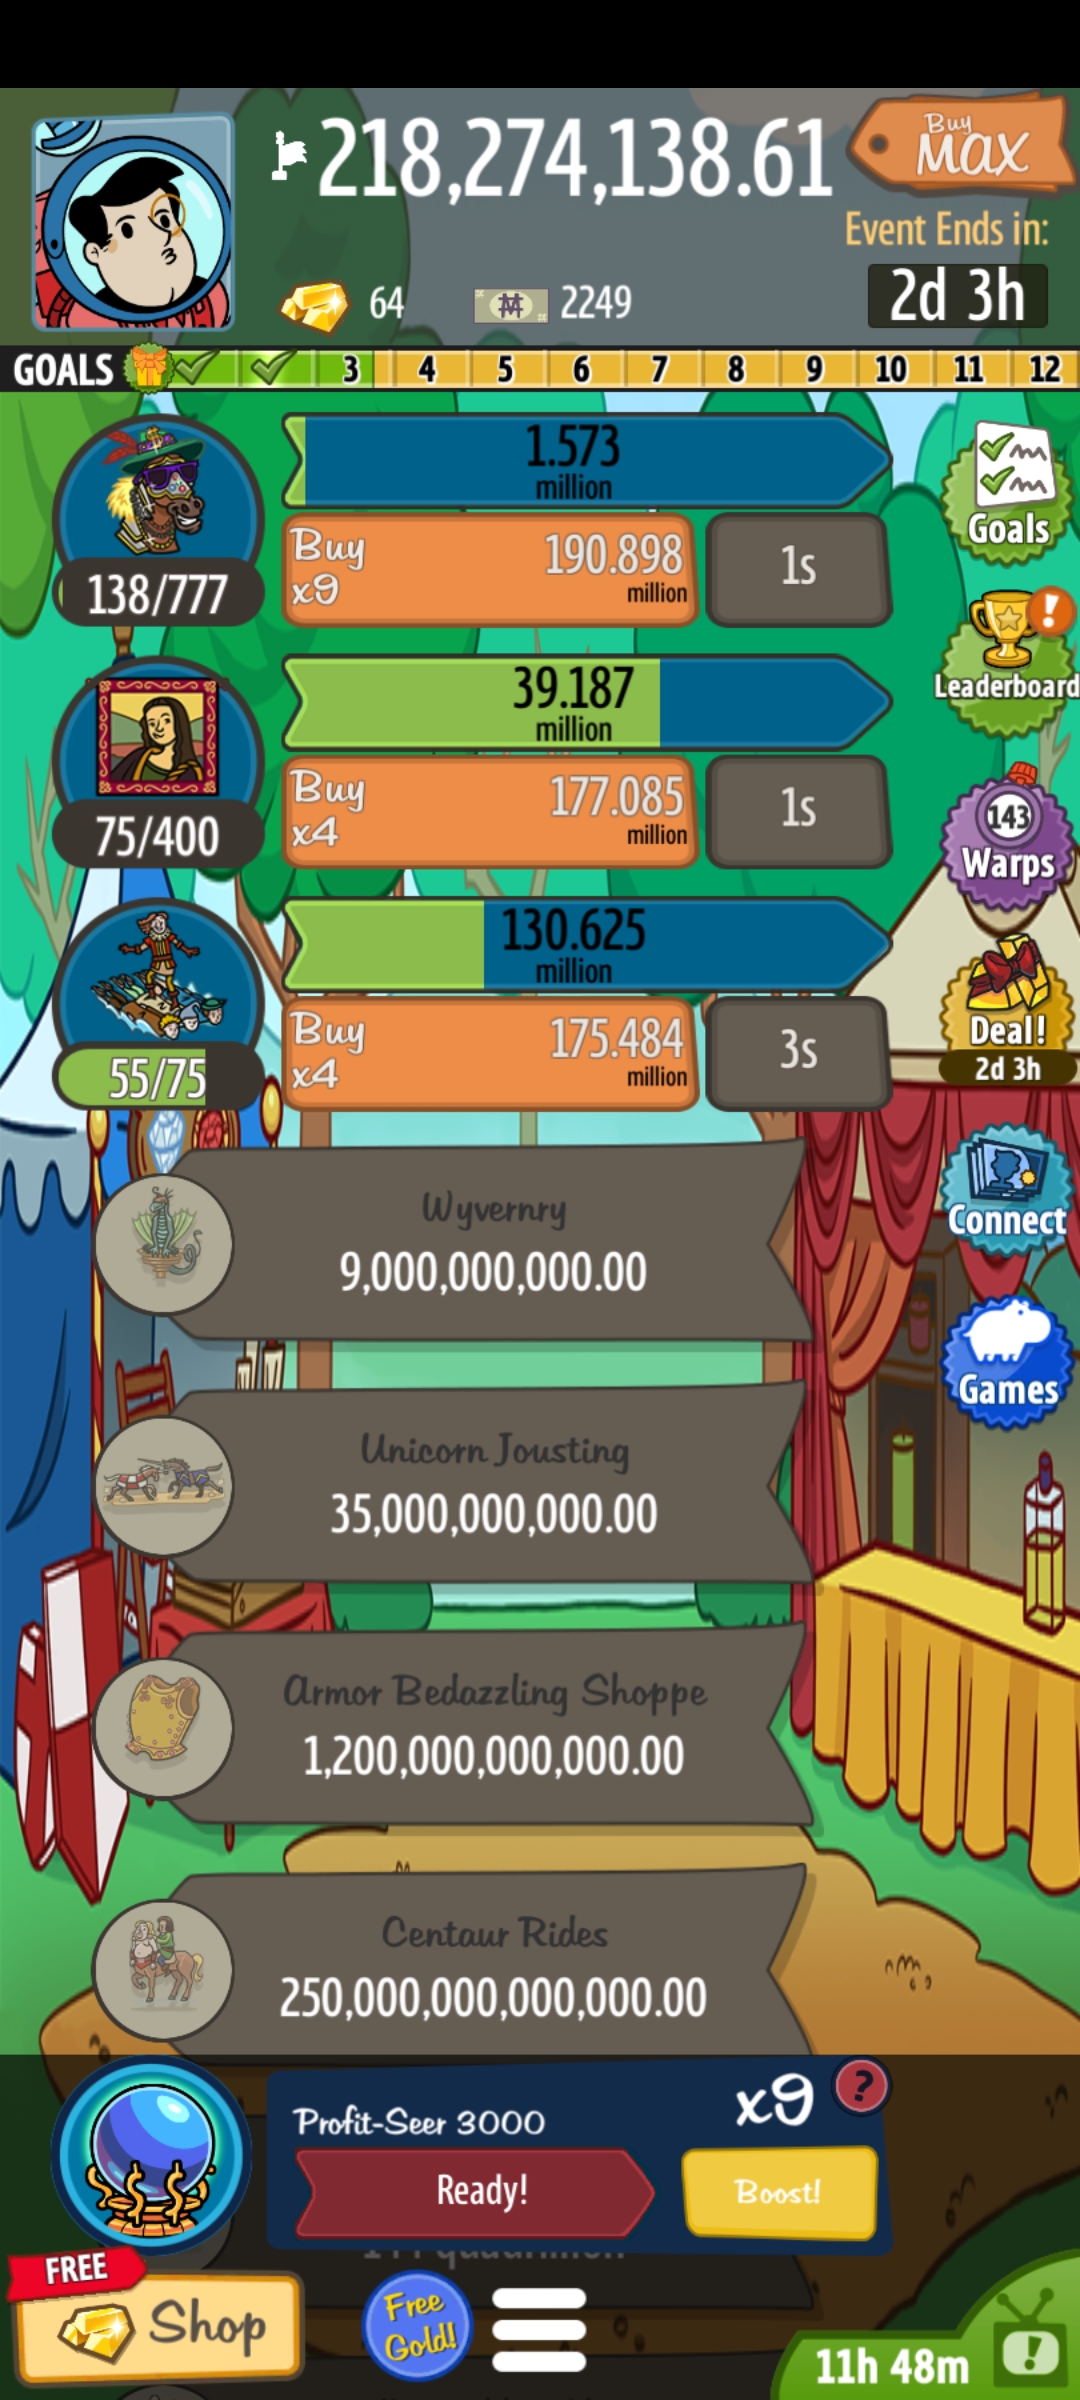 218,274,138.61
Buy
MAX
Event Ends in:
2d 3h
64
2249
GOALS 3 4 5 6 7 8 9 10 11 12
1.573
million
Buy
x9
190.898
million
1s
138/777
Goals
39.187
million
Leaderboard
Buy
x4
177.085
million
1s
75/400
143
Warps
130.625
million
Buy
x4
175.484
million
3s
55/75
Deal!
2d 3h
Wyvernry
9,000,000,000.00
Connect
Unicorn Jousting
35,000,000,000.00
Games
Armor Bedazzling Shoppe
1,200,000,000,000.00
Centaur Rides
250,000,000,000,000.00
Profit-Seer 3000
x9
?
Ready!
Boost!
FREE
Shop
Free
Gold!
11h 48m